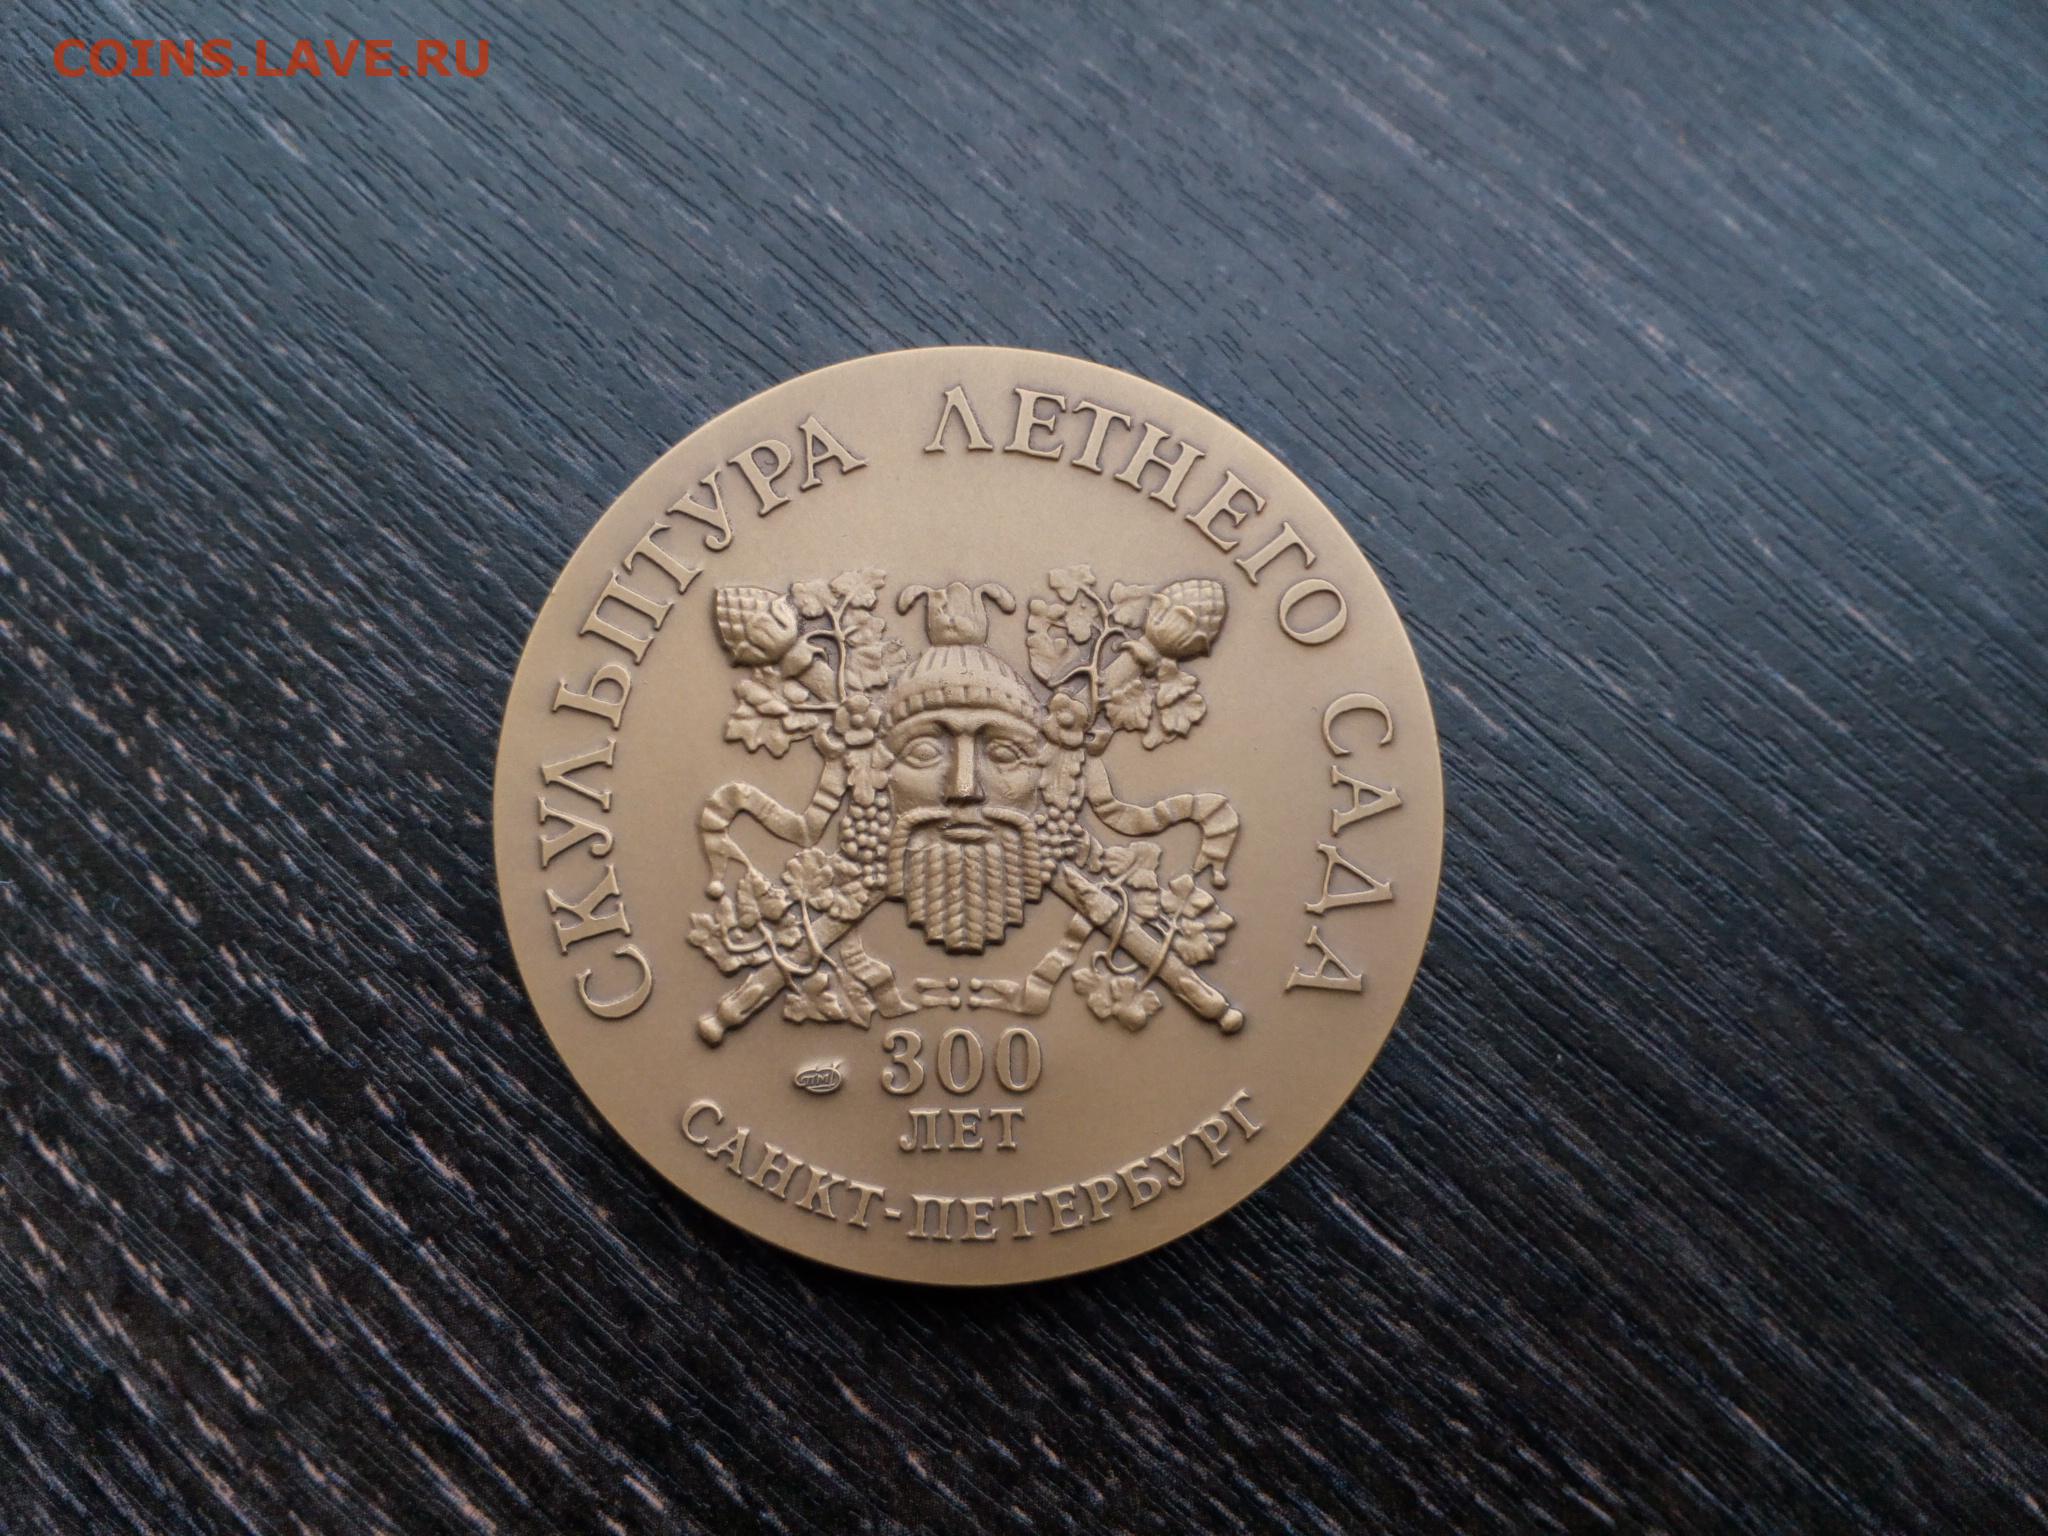 COINS.LAVE.RU
СКУЛЬПТУРА ЛЕТНЕГО САДА
300
ЛЕТ
САНКТ-ПЕТЕРБУРГ